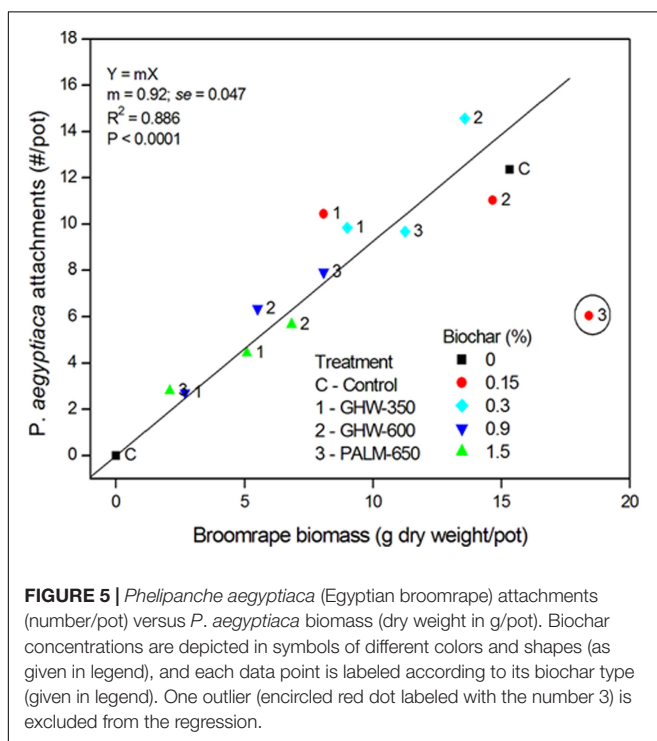 18
16
14
12
10
8
6
4
2
0
P. aegyptiaca attachments (#/pot)
Y = mX
m = 0.92; se = 0.047
R² = 0.886
P < 0.0001
2
C
2
1
1
3
3
2
3
2
1
3
1
C
Treatment
C - Control
1 - GHW-350
2 - GHW-600
3 - PALM-650
Biochar (%)
0
0.15
0.3
0.9
1.5
0 5 10 15 20
Broomrape biomass (g dry weight/pot)
FIGURE 5 | Phelipanche aegyptiaca (Egyptian broomrape) attachments
(number/pot) versus P. aegyptiaca biomass (dry weight in g/pot). Biochar
concentrations are depicted in symbols of different colors and shapes (as
given in legend), and each data point is labeled according to its biochar type
(given in legend). One outlier (encircled red dot labeled with the number 3) is
excluded from the regression.